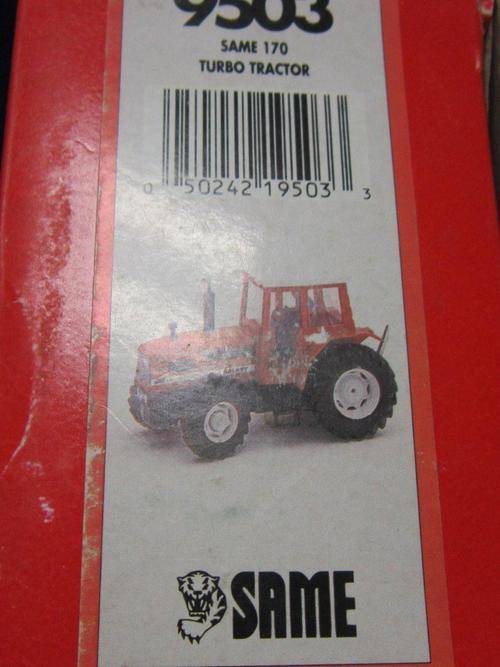 9503
SAME 170
TURBO TRACTOR
0 50242 19503 3
SAME